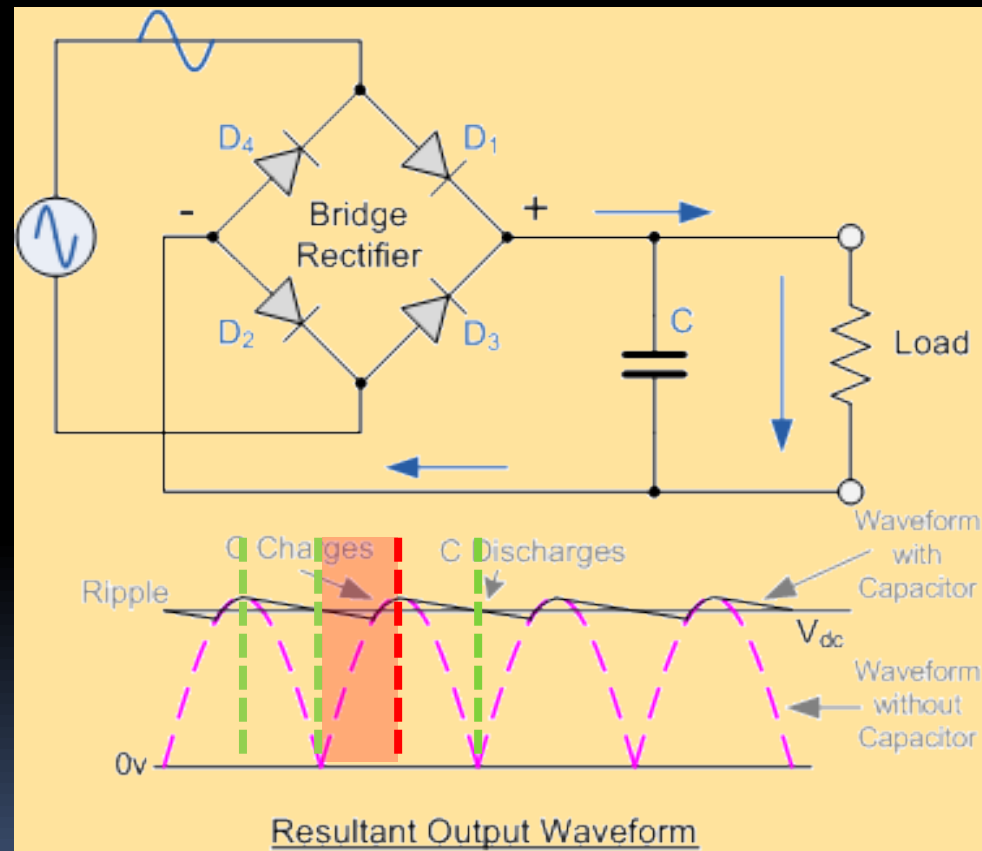 D4
D1
-
+
Bridge
Rectifier
D2
D3
C
Load
C Charges
C Discharges
Waveform
with
Capacitor
Ripple
Vdc
Waveform
without
Capacitor
0v
Resultant Output Waveform